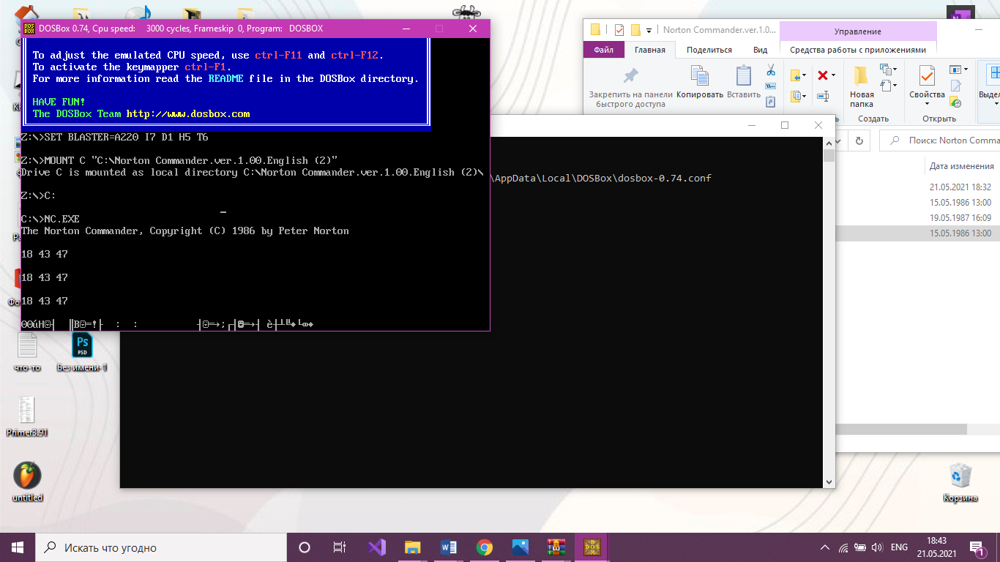 DOSBox 0.74, Cpu speed: 3000 cycles, Frameskip 0, Program: DOSBOX
To adjust the emulated CPU speed, use ctrl-F11 and ctrl-F12.
To activate the keymapper ctrl-F1.
For more information read the README file in the DOSBox directory.
HAVE FUN!
The DOSBox Team http://www.dosbox.com
Z:\>SET BLASTER=A220 I7 D1 H5 T6
Z:\>MOUNT C "C:\Norton Commander.ver.1.00.English (2)"
Drive C is mounted as local directory C:\Norton Commander.ver.1.00.English (2)\
Z:\>C:
C:\>NC.EXE
The Norton Commander, Copyright (C) 1986 by Peter Norton
18 43 47
18 43 47
18 43 47
Norton Commander.ver.1.0...
Управление
Файл
Главная
Поделиться
Вид
Средства работы с приложениями
Закрепить на панели быстрого доступа
Копировать
Вставить
Новая папка
Свойства
Создать
Открыть
Поиск: Norton
Дата изменения
21.05.2021 18:32
15.05.1986 13:00
19.05.1987 16:09
15.05.1986 13:00
\AppData\Local\DOSBox\dosbox-0.74.conf
что-то
Ps
PSD
Без имени-1
Primer3.91
untitled
Корзина
Искать что угодно
ENG
18:43
21.05.2021
1